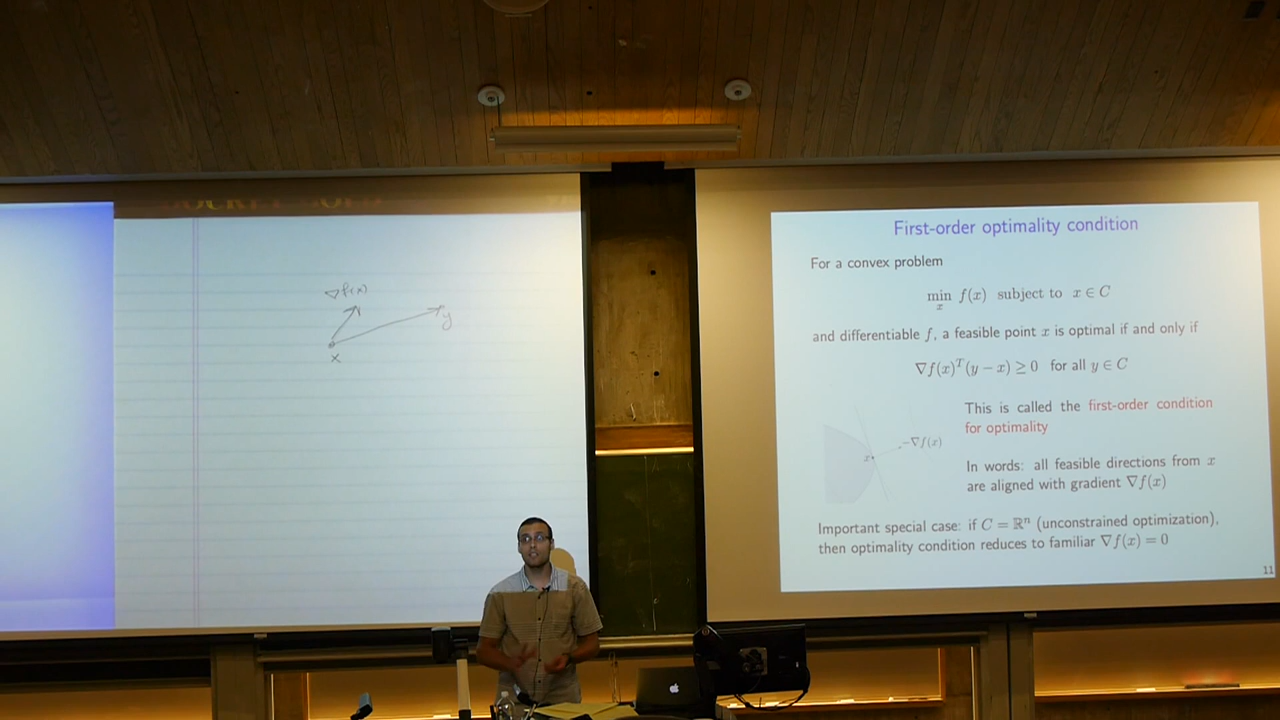 ∇f(x)
y
x
First-order optimality condition
For a convex problem
min f(x) subject to x ∈ C
x
and differentiable f, a feasible point x is optimal if and only if
∇f(x)^T(y − x) ≥ 0 for all y ∈ C
This is called the first-order condition
for optimality
−∇f(x)
x
In words: all feasible directions from x
are aligned with gradient ∇f(x)
Important special case: if C = ℝ^n (unconstrained optimization),
then optimality condition reduces to familiar ∇f(x) = 0
11